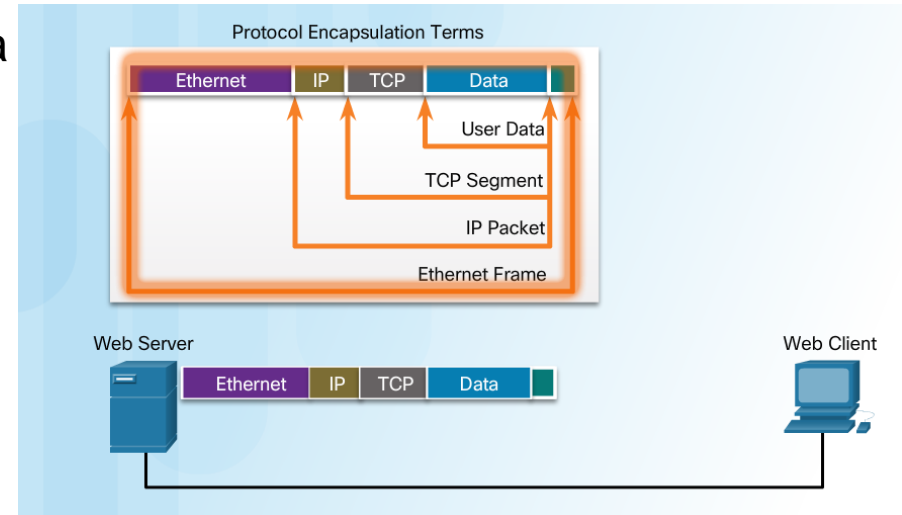 a
Protocol Encapsulation Terms
Ethernet IP TCP Data
User Data
TCP Segment
IP Packet
Ethernet Frame
Web Server
Web Client
Ethernet IP TCP Data